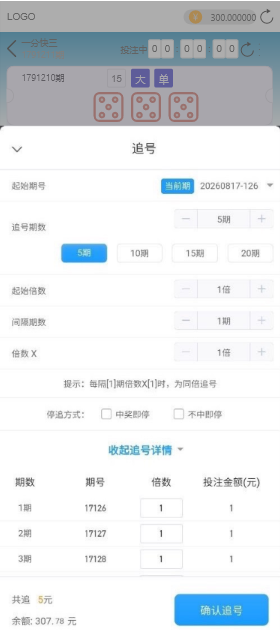 LOGO 300.000000
一分快三 投注中 0 0 0 0 0 0
1791210期 15 大 单
追号
起始期号 当前期 20260817-126
追号期数 － 5期 ＋
5期 10期 15期 20期
起始倍数 － 1倍 ＋
间隔期数 － 1期 ＋
倍数 X － 1倍 ＋
提示：每隔[1]期倍数X[1]时，为同倍追号
停追方式： 中奖即停 不中即停
收起追号详情
期数 期号 倍数 投注金额(元)
1期 17126 1 1
2期 17127 1 1
3期 17128 1 1
共追 5元
余额: 307.78 元
确认追号